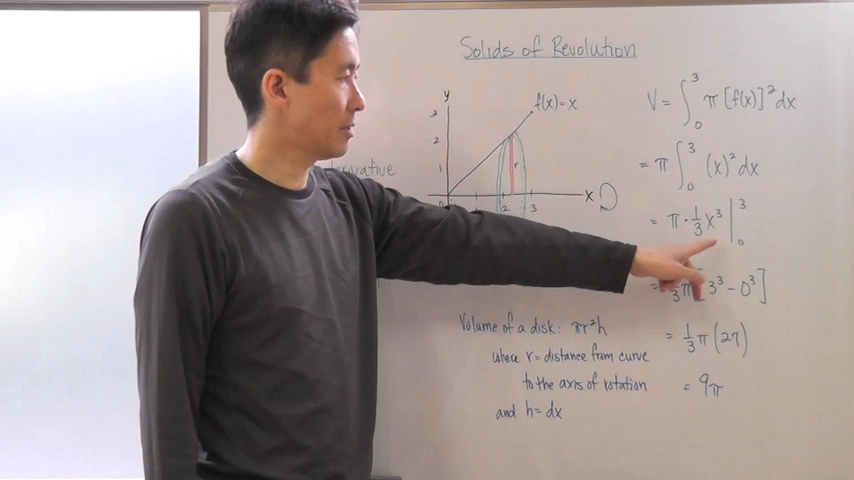 Solids of Revolution
erivative
y
3
2
1
0
2
3
x
f(x)=x
r
V = ∫₀³ π [f(x)]² dx
= π ∫₀³ (x)² dx
= π · 1/3 x³ |₀³
= 1/3 π [3³ − 0³]
= 1/3 π (27)
= 9π
Volume of a disk: πr²h
where r = distance from curve
to the axis of rotation
and h = dx